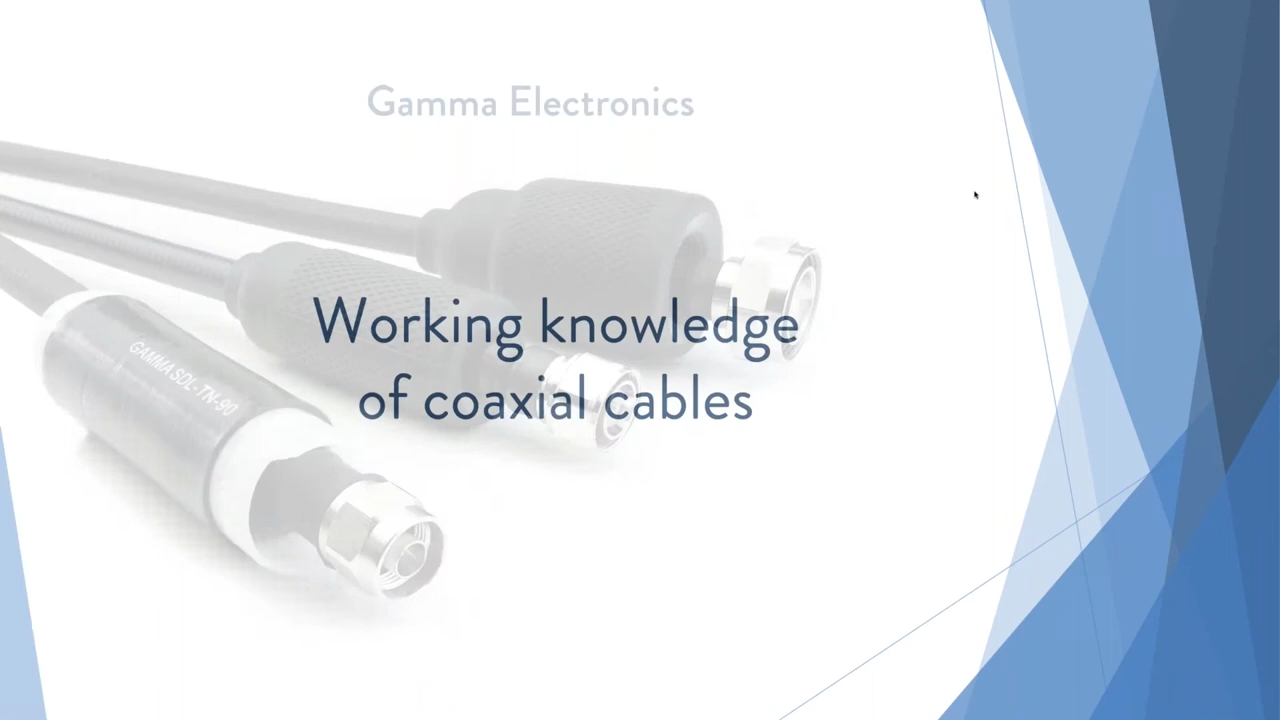 Gamma Electronics
Working knowledge
of coaxial cables
GAMMA SDL-TN-90